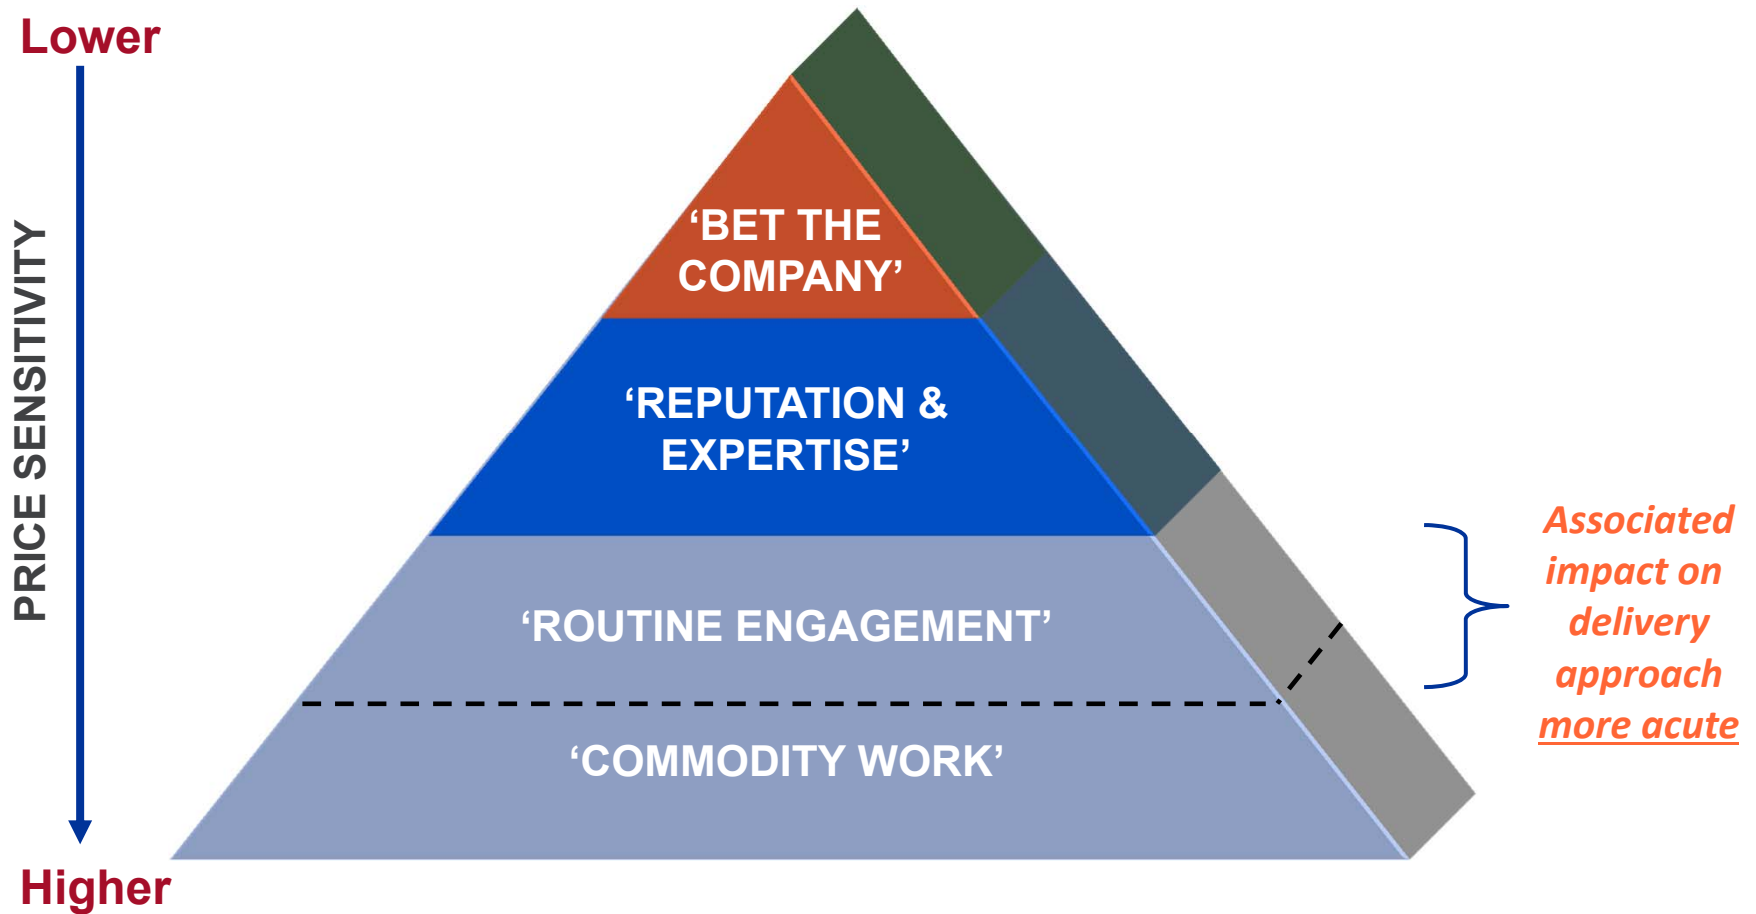 Lower
PRICE SENSITIVITY
Higher
‘BET THE
COMPANY’
‘REPUTATION &
EXPERTISE’
‘ROUTINE ENGAGEMENT’
‘COMMODITY WORK’
Associated
impact on
delivery
approach
more acute